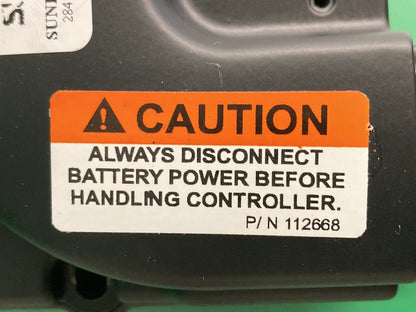 CAUTION
ALWAYS DISCONNECT
BATTERY POWER BEFORE
HANDLING CONTROLLER.
P/N 112668